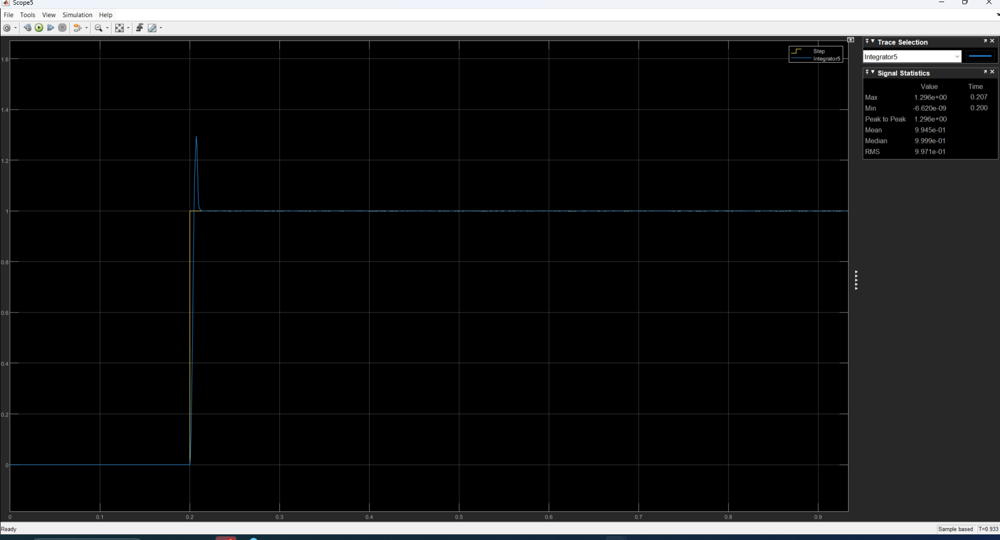 Scope5
File Tools View Simulation Help
Step
Integrator5
1.6
1.4
1.2
1
0.8
0.6
0.4
0.2
0
0 0.1 0.2 0.3 0.4 0.5 0.6 0.7 0.8 0.9
Trace Selection
Integrator5
Signal Statistics
Value Time
Max 1.296e+00 0.207
Min -6.620e-09 0.200
Peak to Peak 1.296e+00
Mean 9.945e-01
Median 9.999e-01
RMS 9.971e-01
Ready Sample based T=0.933